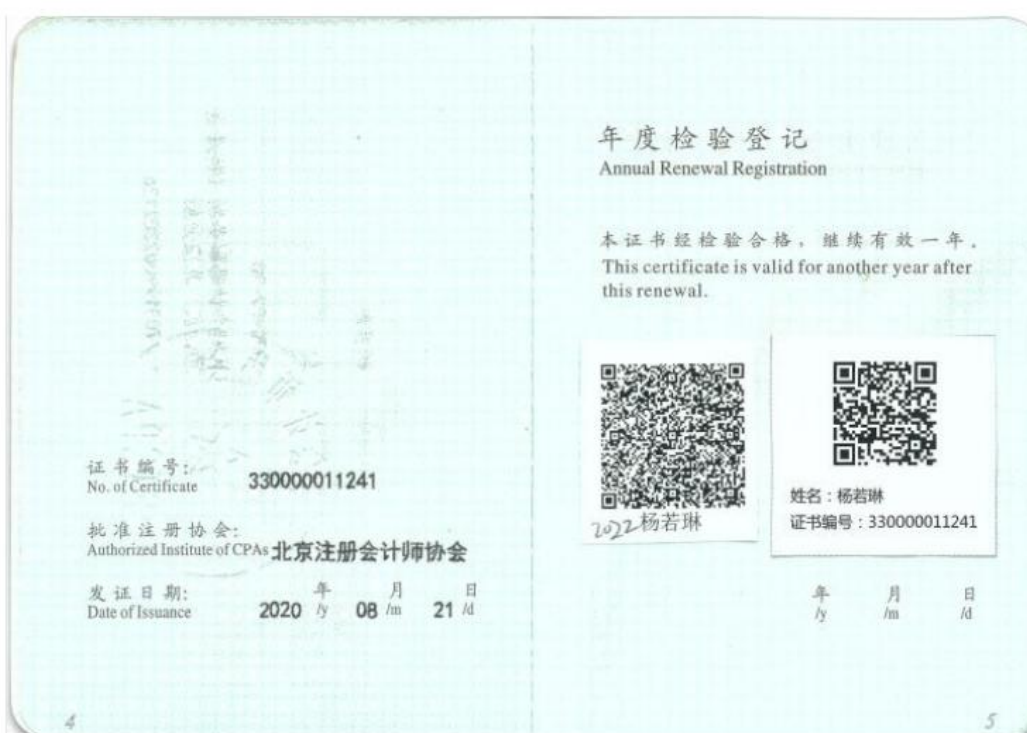 证书编号：
No. of Certificate
330000011241
批准注册协会：
Authorized Institute of CPAs 北京注册会计师协会
发证日期：
Date of Issuance
年 月 日
2020 /y 08 /m 21 /d
4
年度检验登记
Annual Renewal Registration
本证书经检验合格，继续有效一年。
This certificate is valid for another year after
this renewal.
2022 杨若琳
姓名：杨若琳
证书编号：330000011241
年 月 日
/y /m /d
5